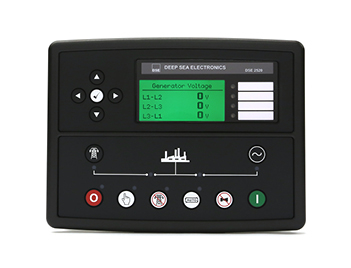 DSE DEEP SEA ELECTRONICS
Generator Voltage
L1-L2 0 V
L2-L3 0 V
L3-L1 0 V